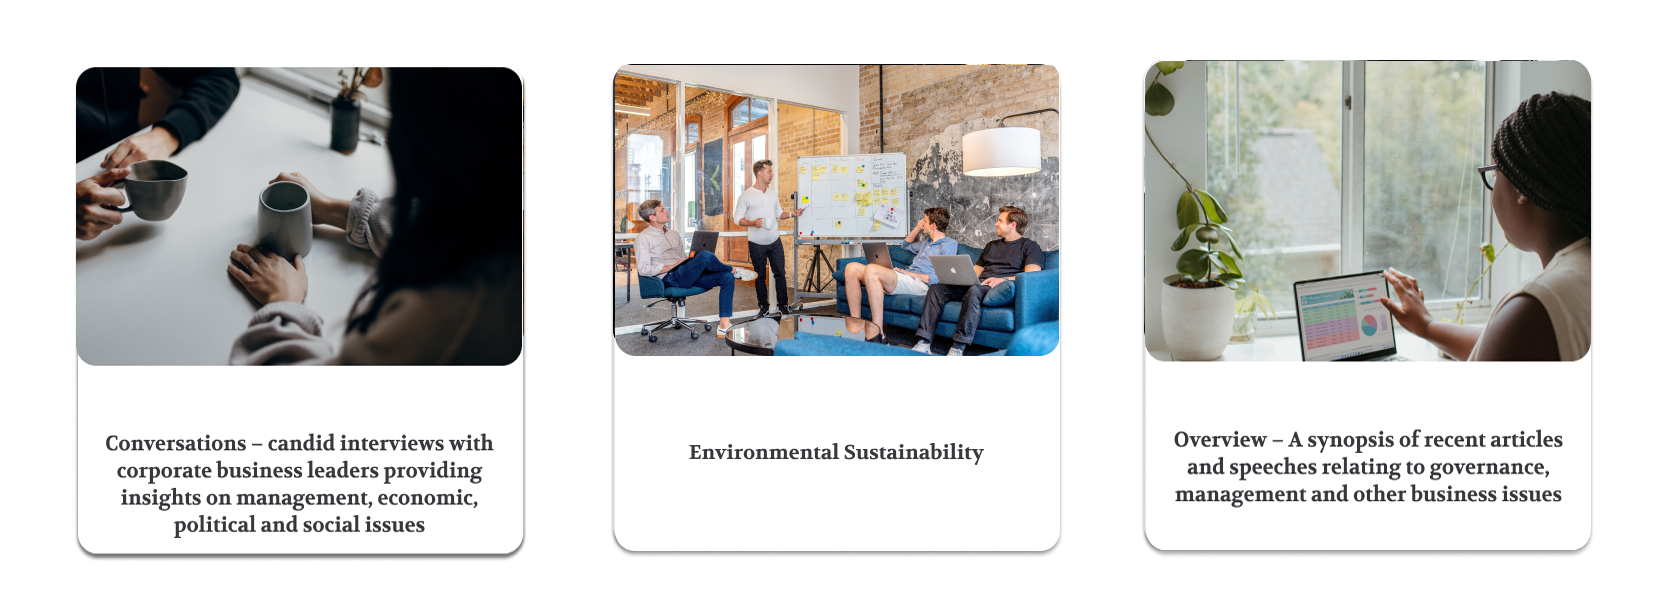 Conversations – candid interviews with
corporate business leaders providing
insights on management, economic,
political and social issues
Environmental Sustainability
Overview – A synopsis of recent articles
and speeches relating to governance,
management and other business issues